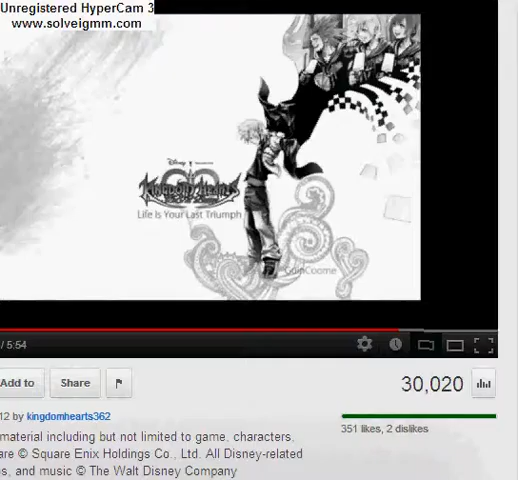 Unregistered HyperCam 3
www.solveigmm.com
Disney
KINGDOM HEARTS
Life Is Your Last Triumph
CainCoome
/ 5:54
Add to
Share
30,020
12 by kingdomhearts362
351 likes, 2 dislikes
material including but not limited to game, characters,
are © Square Enix Holdings Co., Ltd. All Disney-related
s, and music © The Walt Disney Company